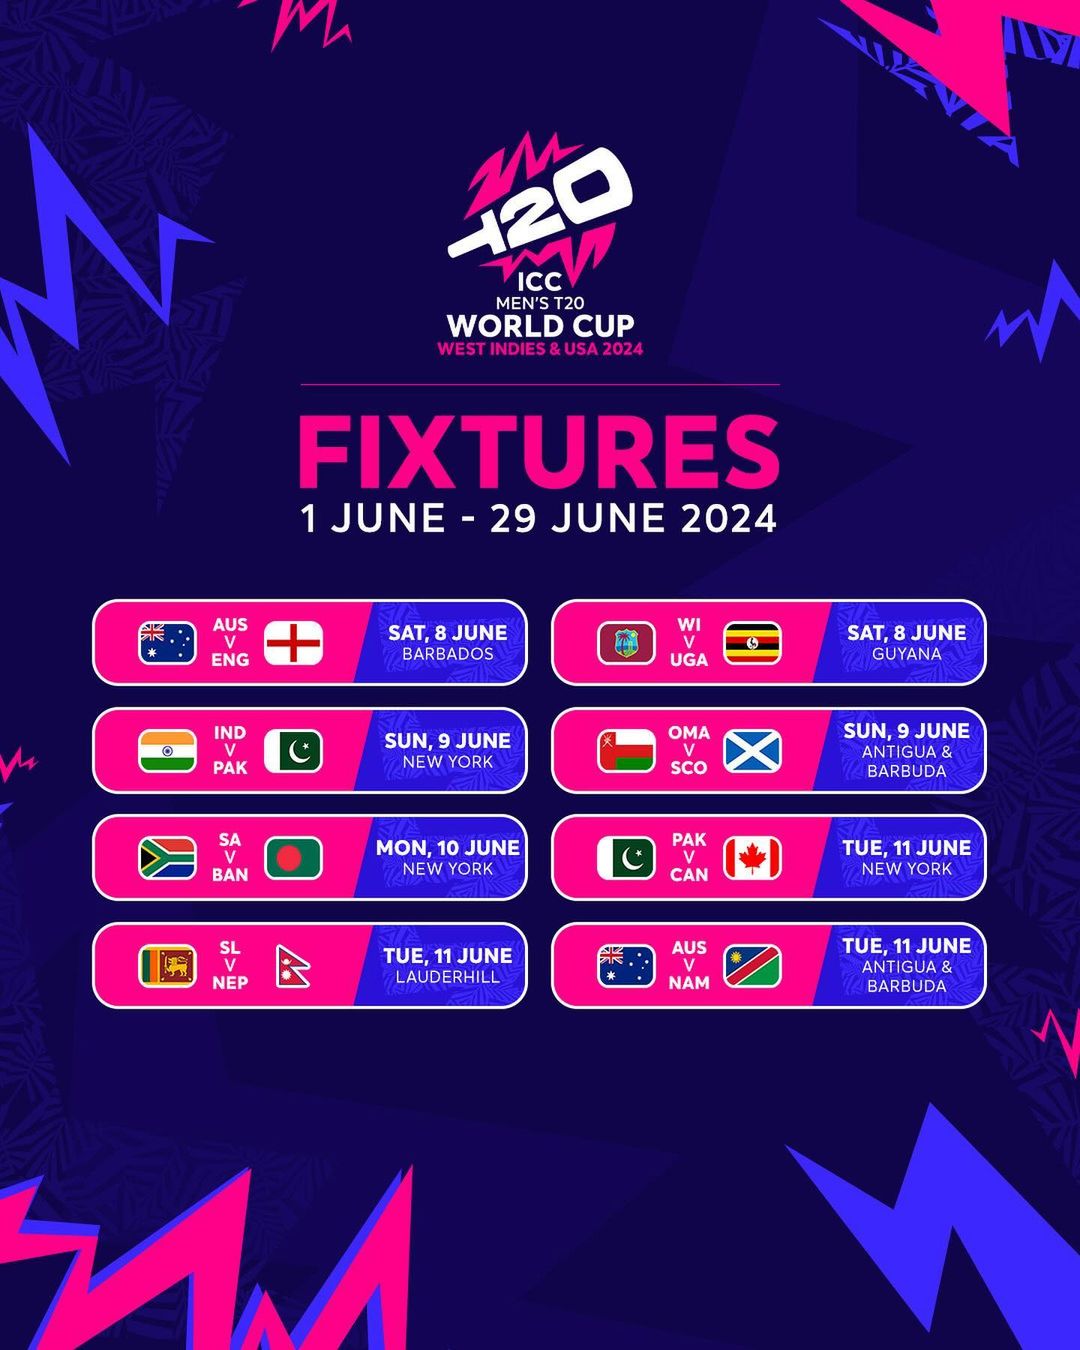 T20
ICC
MEN'S T20
WORLD CUP
WEST INDIES & USA 2024
FIXTURES
1 JUNE - 29 JUNE 2024
AUS
V
ENG
SAT, 8 JUNE
BARBADOS
WI
V
UGA
SAT, 8 JUNE
GUYANA
IND
V
PAK
SUN, 9 JUNE
NEW YORK
OMA
V
SCO
SUN, 9 JUNE
ANTIGUA &
BARBUDA
SA
V
BAN
MON, 10 JUNE
NEW YORK
PAK
V
CAN
TUE, 11 JUNE
NEW YORK
SL
V
NEP
TUE, 11 JUNE
LAUDERHILL
AUS
V
NAM
TUE, 11 JUNE
ANTIGUA &
BARBUDA